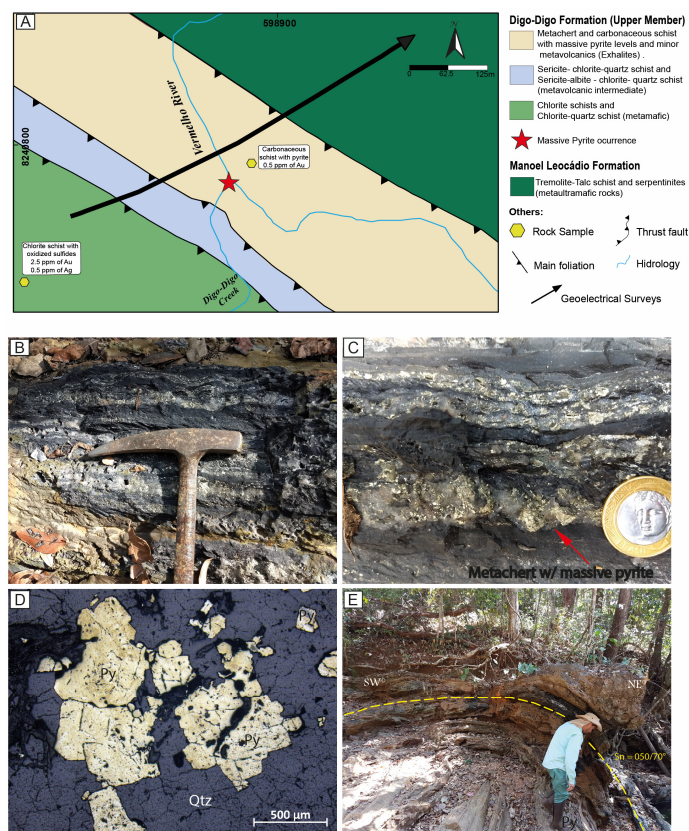 A
598900
8249800
Vermelho River
N
0 62.5 125m
Carbonaceous
schist with pyrite
0.5 ppm of Au
Chlorite schist with
oxidized sulfides
2.5 ppm of Au
0.5 ppm of Ag
Digo-Digo
Creek
Digo-Digo Formation (Upper Member)
Metachert and carbonaceous schist
with massive pyrite levels and minor
metavolcanics (Exhalites) .
Sericite- chlorite-quartz schist and
Sericite-albite - chlorite- quartz schist
(metavolcanic intermediate)
Chlorite schists and
Chlorite-quartz schist (metamafic)
Massive Pyrite ocurrence
Manoel Leocádio Formation
Tremolite-Talc schist and serpentinites
(metaultramafic rocks)
Others:
Rock Sample
Thrust fault
Main foliation
Hidrology
Geoelectrical Surveys
B
C
Metachert w/ massive pyrite
D
Py
Py
Py
Qtz
500 µm
E
SW
NE
Sn = 050/70°
Py